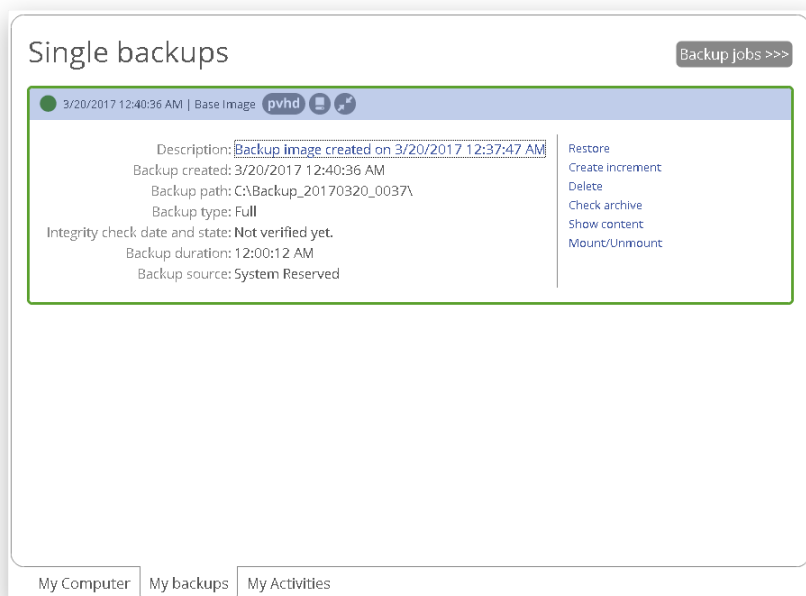 Single backups
Backup jobs >>>
3/20/2017 12:40:36 AM | Base Image pvhd
Description: Backup image created on 3/20/2017 12:37:47 AM
Backup created: 3/20/2017 12:40:36 AM
Backup path: C:\Backup_20170320_0037\
Backup type: Full
Integrity check date and state: Not verified yet.
Backup duration: 12:00:12 AM
Backup source: System Reserved
Restore
Create increment
Delete
Check archive
Show content
Mount/Unmount
My Computer
My backups
My Activities